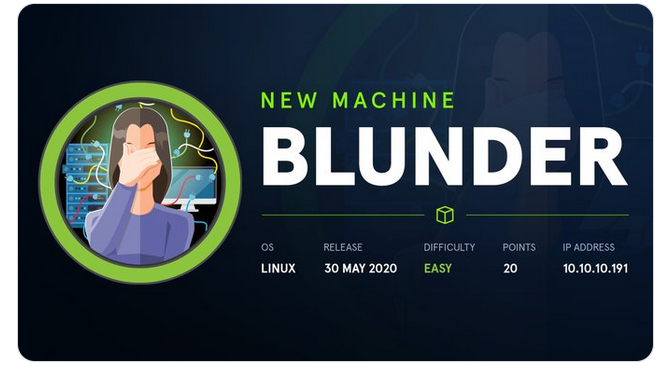 NEW MACHINE
BLUNDER
OS RELEASE DIFFICULTY POINTS IP ADDRESS
LINUX 30 MAY 2020 EASY 20 10.10.10.191